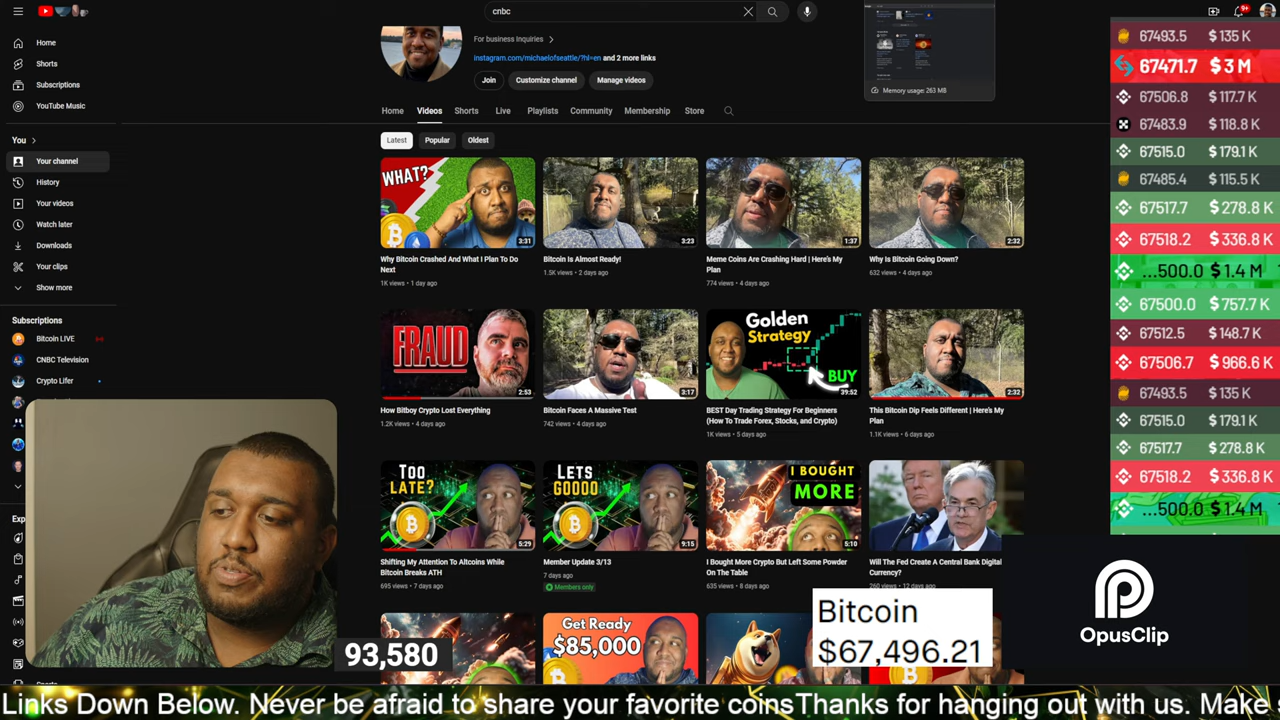 cnbc
9+
Home
Shorts
Subscriptions
YouTube Music
You
Your channel
History
Your videos
Watch later
Downloads
Your clips
Show more
Subscriptions
Bitcoin LIVE
CNBC Television
Crypto Lifer
For business Inquiries
instagram.com/michaelofseattle/?hl=en and 2 more links
Join
Customize channel
Manage videos
Home
Videos
Shorts
Live
Playlists
Community
Membership
Store
Latest
Popular
Oldest
Memory usage: 263 MB
WHAT?
3:31
Why Bitcoin Crashed And What I Plan To Do
Next
1K views • 1 day ago
3:23
Bitcoin Is Almost Ready!
1.5K views • 2 days ago
1:37
Meme Coins Are Crashing Hard | Here's My
Plan
774 views • 4 days ago
2:32
Why Is Bitcoin Going Down?
632 views • 4 days ago
FRAUD
2:53
How Bitboy Crypto Lost Everything
1.2K views • 4 days ago
3:17
Bitcoin Faces A Massive Test
742 views • 4 days ago
Golden
Strategy
BUY
39:52
BEST Day Trading Strategy For Beginners
(How To Trade Forex, Stocks, and Crypto)
1K views • 5 days ago
2:32
This Bitcoin Dip Feels Different | Here's My
Plan
1.1K views • 6 days ago
TOO
LATE?
5:29
Shifting My Attention To Altcoins While
Bitcoin Breaks ATH
695 views • 7 days ago
LETS
GOOOO
9:15
Member Update 3/13
7 days ago
Members only
I BOUGHT
MORE
5:10
I Bought More Crypto But Left Some Powder
On The Table
635 views • 8 days ago
Will The Fed Create A Central Bank Digital
Currency?
260 views • 12 days ago
Get Ready
$85,000
67493.5 $ 135 K
67471.7 $ 3 M
67506.8 $ 117.7 K
67483.9 $ 118.8 K
67515.0 $ 179.1 K
67485.4 $ 115.5 K
67517.7 $ 278.8 K
67518.2 $ 336.8 K
...500.0 $ 1.4 M
67500.0 $ 757.7 K
67512.5 $ 148.7 K
67506.7 $ 966.6 K
67493.5 $ 135 K
67515.0 $ 179.1 K
67517.7 $ 278.8 K
67518.2 $ 336.8 K
...500.0 $ 1.4 M
Bitcoin
$67,496.21
OpusClip
93,580
Links Down Below. Never be afraid to share your favorite coinsThanks for hanging out with us. Make